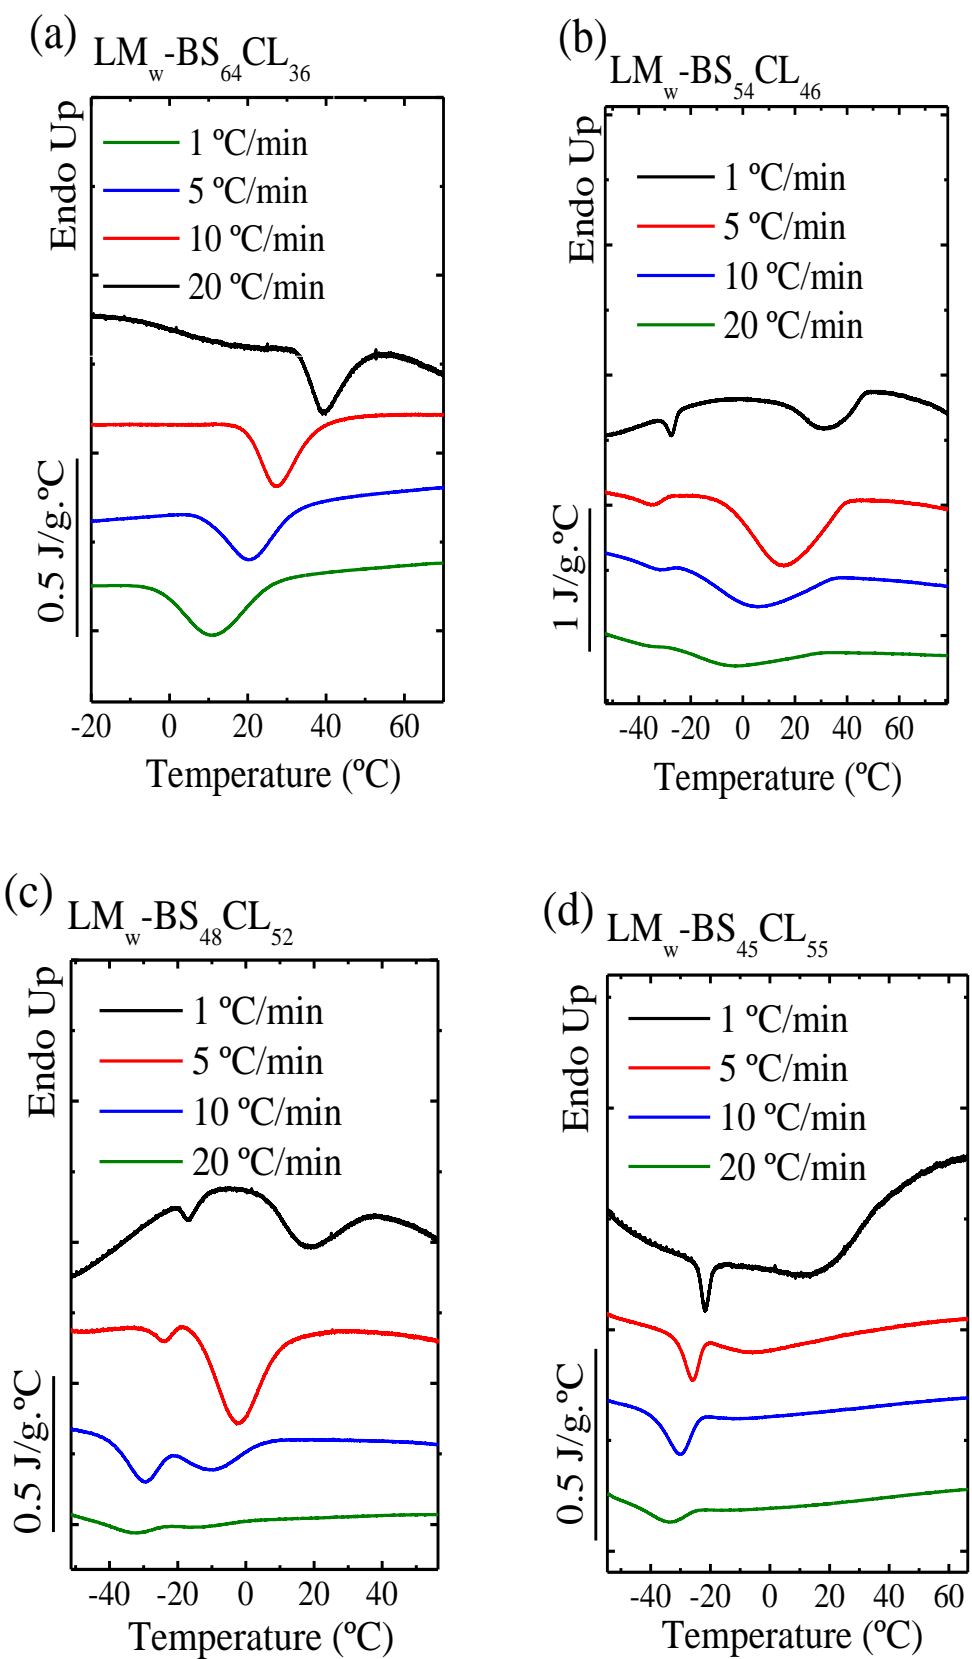 (a)
LMw-BS64CL36
Endo Up
1 ºC/min
5 ºC/min
10 ºC/min
20 ºC/min
0.5 J/g.ºC
-20 0 20 40 60
Temperature (ºC)
(b)
LMw-BS54CL46
Endo Up
1 ºC/min
5 ºC/min
10 ºC/min
20 ºC/min
1 J/g.ºC
-40 -20 0 20 40 60
Temperature (ºC)
(c)
LMw-BS48CL52
Endo Up
1 ºC/min
5 ºC/min
10 ºC/min
20 ºC/min
0.5 J/g.ºC
-40 -20 0 20 40
Temperature (ºC)
(d)
LMw-BS45CL55
Endo Up
1 ºC/min
5 ºC/min
10 ºC/min
20 ºC/min
0.5 J/g.ºC
-40 -20 0 20 40 60
Temperature (ºC)